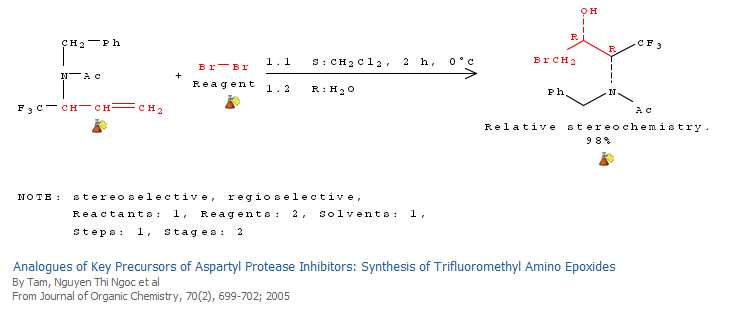 OH
R
R
CF3
BrCH2
Ph
N
Ac
CH2—Ph
N—Ac
F3C—CH—CH=CH2
+
Br—Br
Reagent
1.1 S:CH2Cl2, 2 h, 0°C
1.2 R:H2O
Relative stereochemistry.
98%
NOTE: stereoselective, regioselective,
Reactants: 1, Reagents: 2, Solvents: 1,
Steps: 1, Stages: 2
Analogues of Key Precursors of Aspartyl Protease Inhibitors: Synthesis of Trifluoromethyl Amino Epoxides
By Tam, Nguyen Thi Ngoc et al
From Journal of Organic Chemistry, 70(2), 699-702; 2005